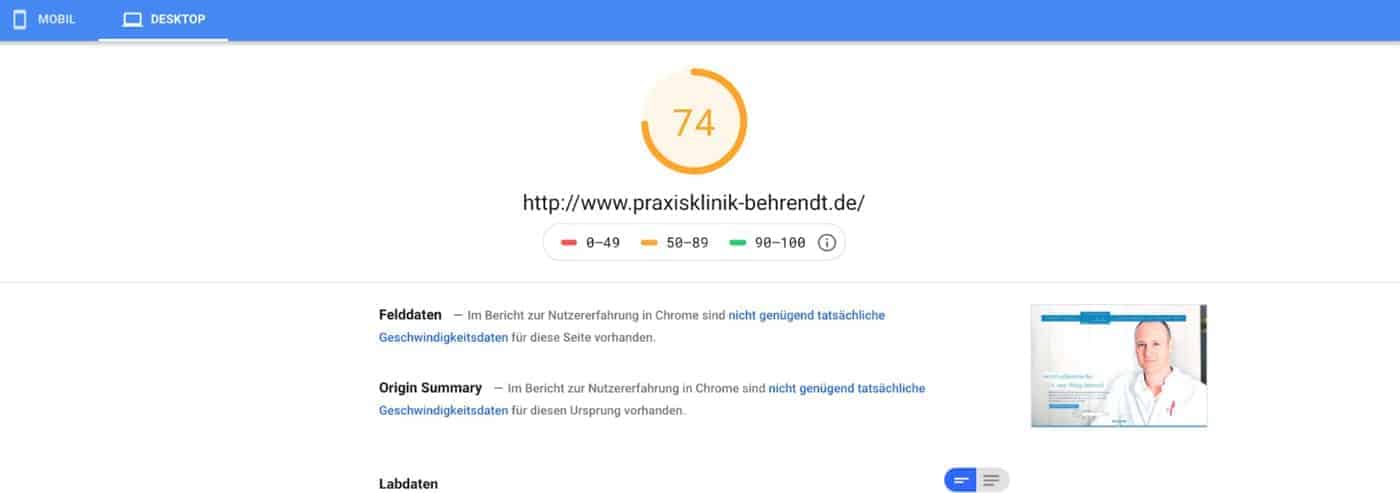 MOBIL
DESKTOP
74
http://www.praxisklinik-behrendt.de/
0–49 50–89 90–100
Felddaten — Im Bericht zur Nutzererfahrung in Chrome sind nicht genügend tatsächliche
Geschwindigkeitsdaten für diese Seite vorhanden.
Origin Summary — Im Bericht zur Nutzererfahrung in Chrome sind nicht genügend tatsächliche
Geschwindigkeitsdaten für diesen Ursprung vorhanden.
Labdaten